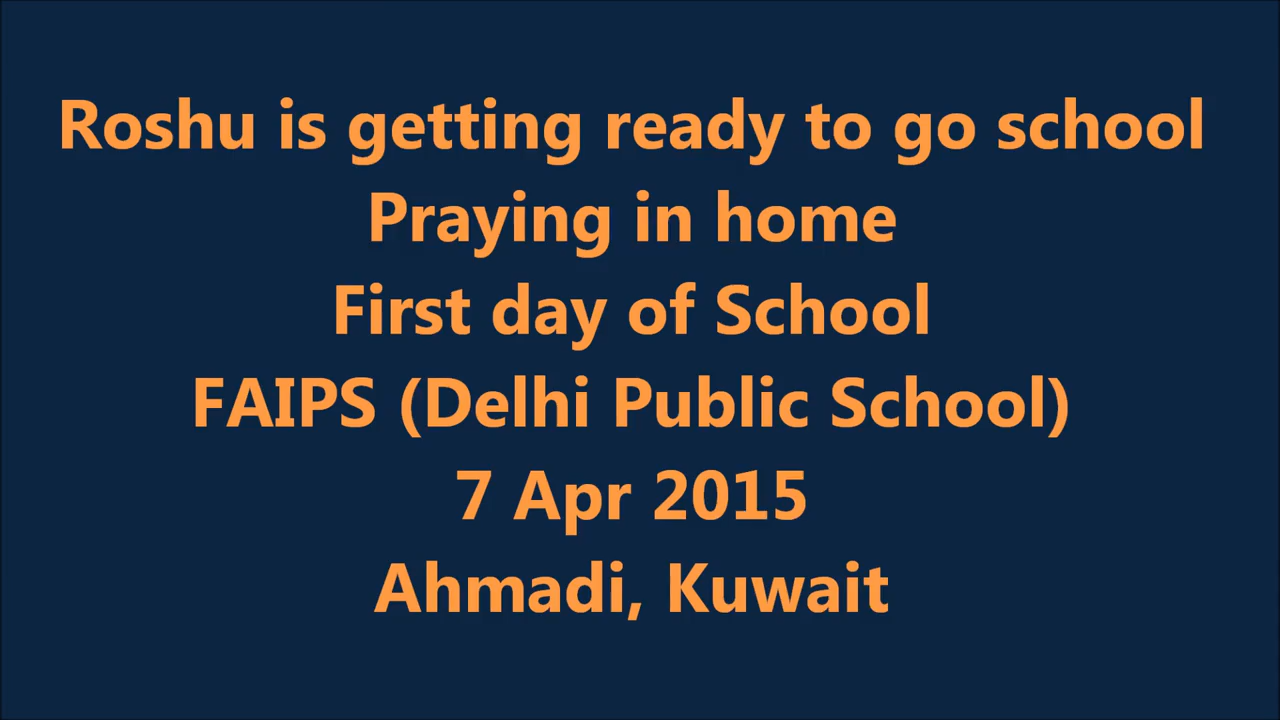 Roshu is getting ready to go school
Praying in home
First day of School
FAIPS (Delhi Public School)
7 Apr 2015
Ahmadi, Kuwait